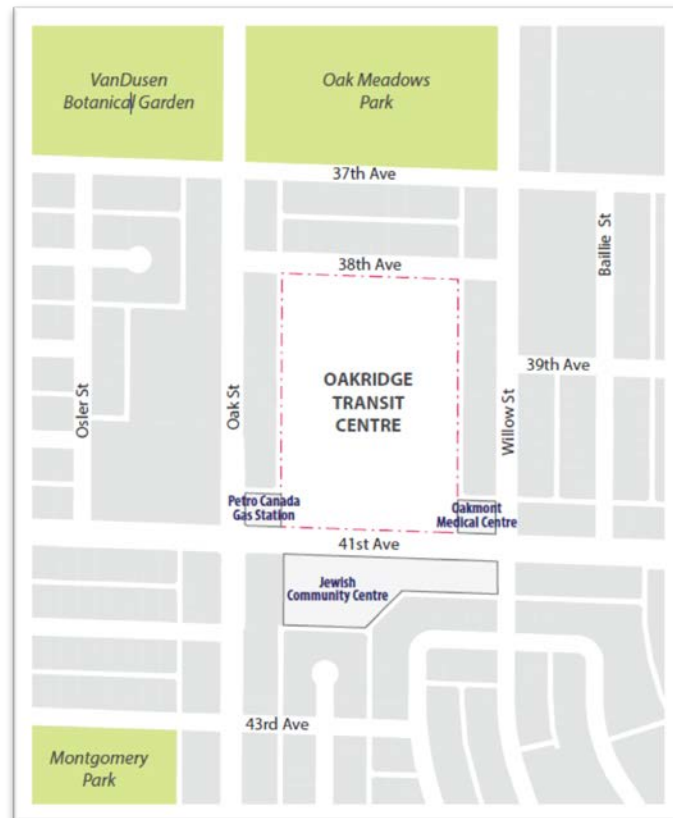 VanDusen
Botanical Garden
Oak Meadows
Park
37th Ave
38th Ave
Baillie St
39th Ave
OAKRIDGE
TRANSIT
CENTRE
Osler St
Oak St
Willow St
Petro Canada
Gas Station
Oakmont
Medical Centre
41st Ave
Jewish
Community Centre
43rd Ave
Montgomery
Park